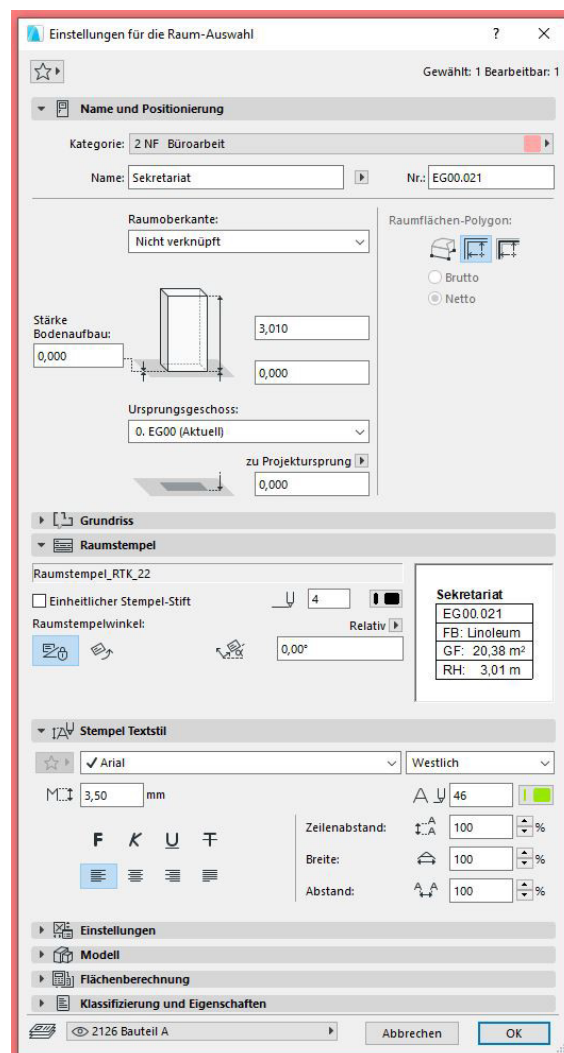 Einstellungen für die Raum-Auswahl ? X
Gewählt: 1 Bearbeitbar: 1
Name und Positionierung
Kategorie: 2 NF Büroarbeit
Name: Sekretariat Nr.: EG00.021
Raumoberkante: Raumflächen-Polygon:
Nicht verknüpft
Brutto
Netto
Stärke
Bodenaufbau:
3,010
0,000
0,000
Ursprungsgeschoss:
0. EG00 (Aktuell)
zu Projektursprung
0,000
Grundriss
Raumstempel
Raumstempel_RTK_22
Einheitlicher Stempel-Stift 4
Raumstempelwinkel: Relativ
0,00°
Sekretariat
EG00.021
FB: Linoleum
GF: 20,38 m²
RH: 3,01 m
Stempel Textstil
Arial Westlich
3,50 mm 46
F K U T
Zeilenabstand: 100 %
Breite: 100 %
Abstand: 100 %
Einstellungen
Modell
Flächenberechnung
Klassifizierung und Eigenschaften
2126 Bauteil A Abbrechen OK